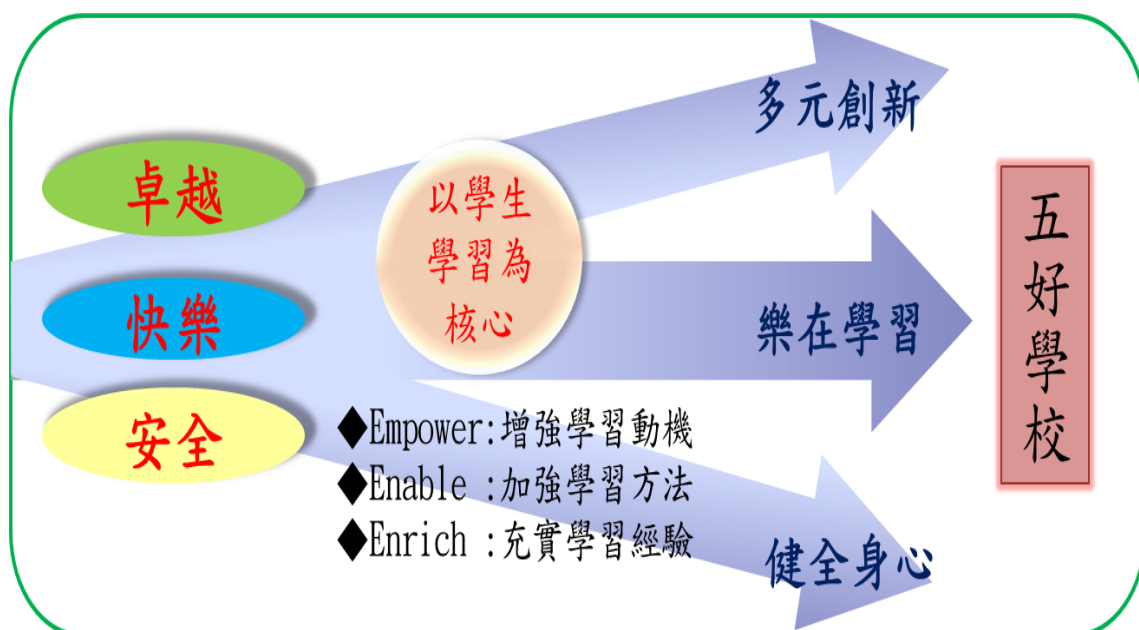 卓越
快樂
安全
以學生
學習為
核心
◆Empower:增強學習動機
◆Enable :加強學習方法
◆Enrich :充實學習經驗
多元創新
樂在學習
健全身心
五好學校